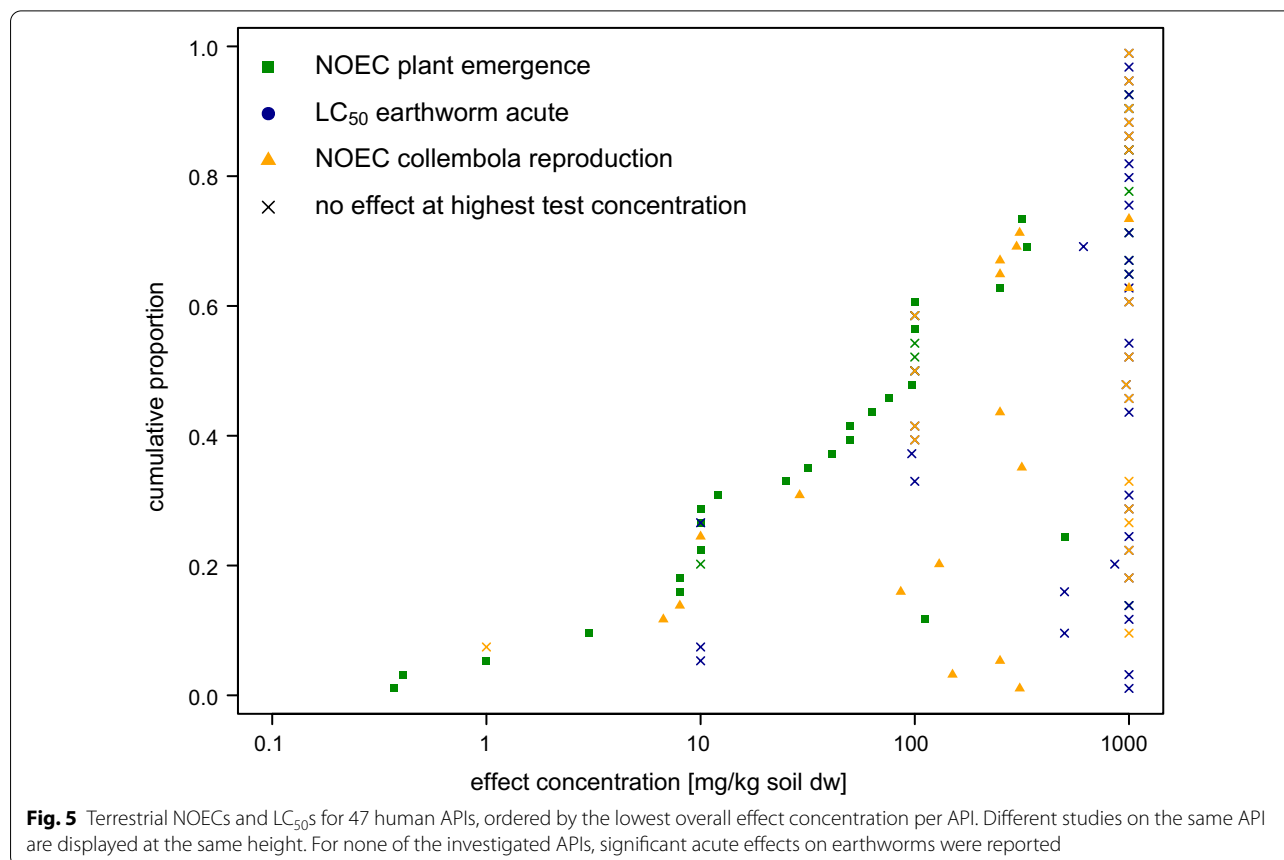 1.0
0.8
0.6
0.4
0.2
0.0
cumulative proportion
NOEC plant emergence
LC50 earthworm acute
NOEC collembola reproduction
no effect at highest test concentration
0.1 1 10 100 1000
effect concentration [mg/kg soil dw]
Fig. 5 Terrestrial NOECs and LC50s for 47 human APIs, ordered by the lowest overall effect concentration per API. Different studies on the same API
are displayed at the same height. For none of the investigated APIs, significant acute effects on earthworms were reported